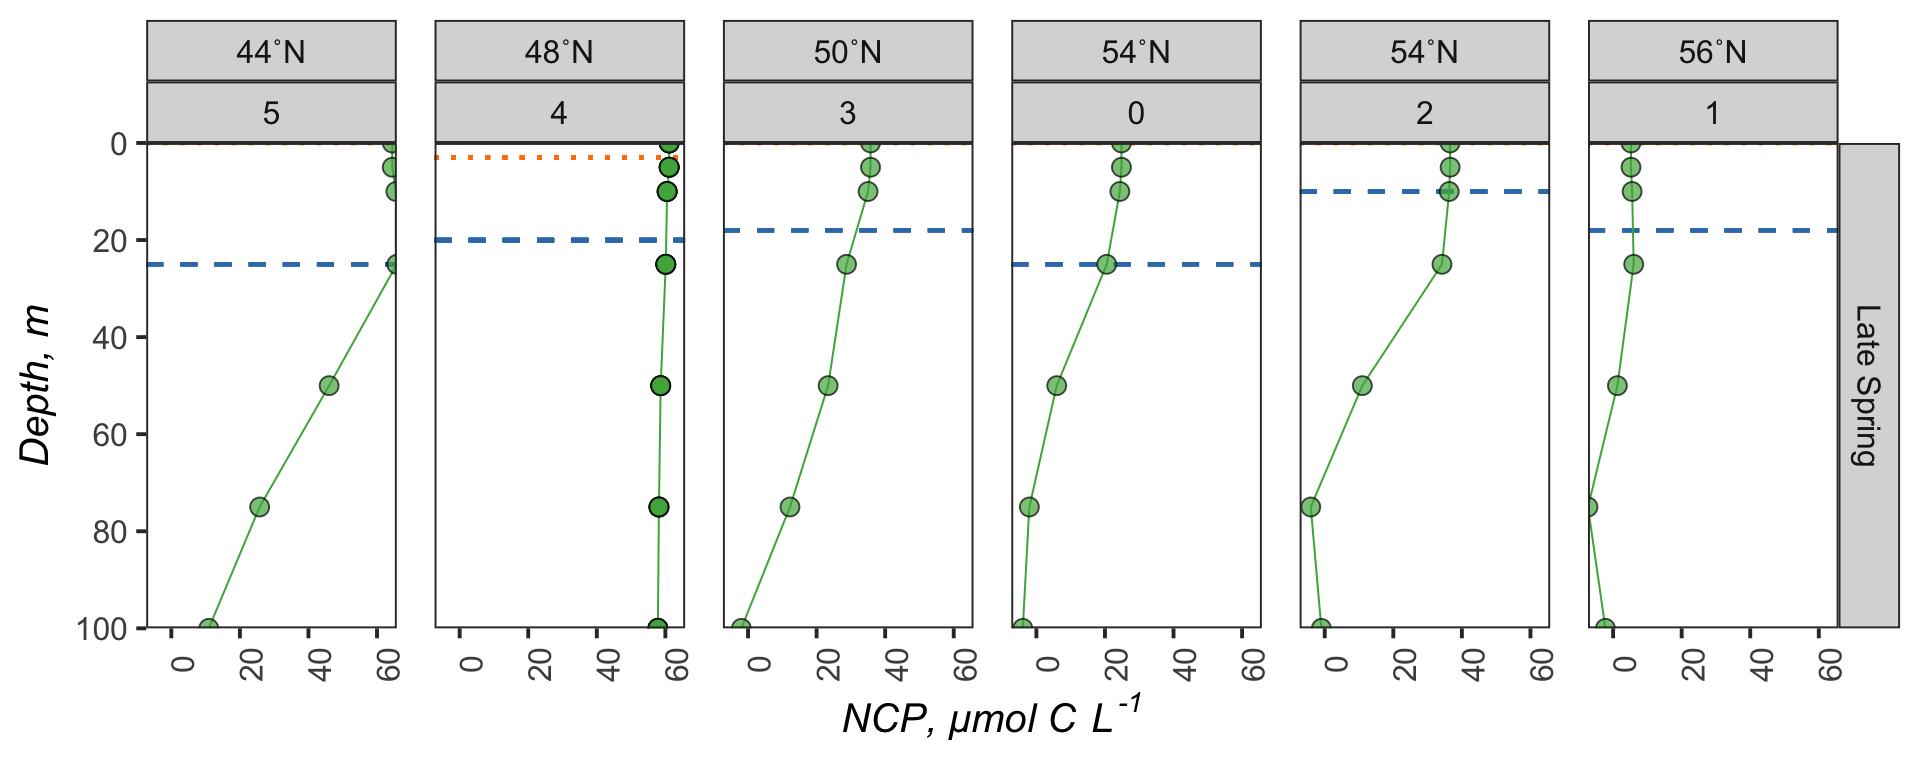 44°N 48°N 50°N 54°N 54°N 56°N
5 4 3 0 2 1
0
20
40
60
80
100
Depth, m
Late Spring
0 20 40 60 0 20 40 60 0 20 40 60 0 20 40 60 0 20 40 60 0 20 40 60
NCP, µmol C L⁻¹